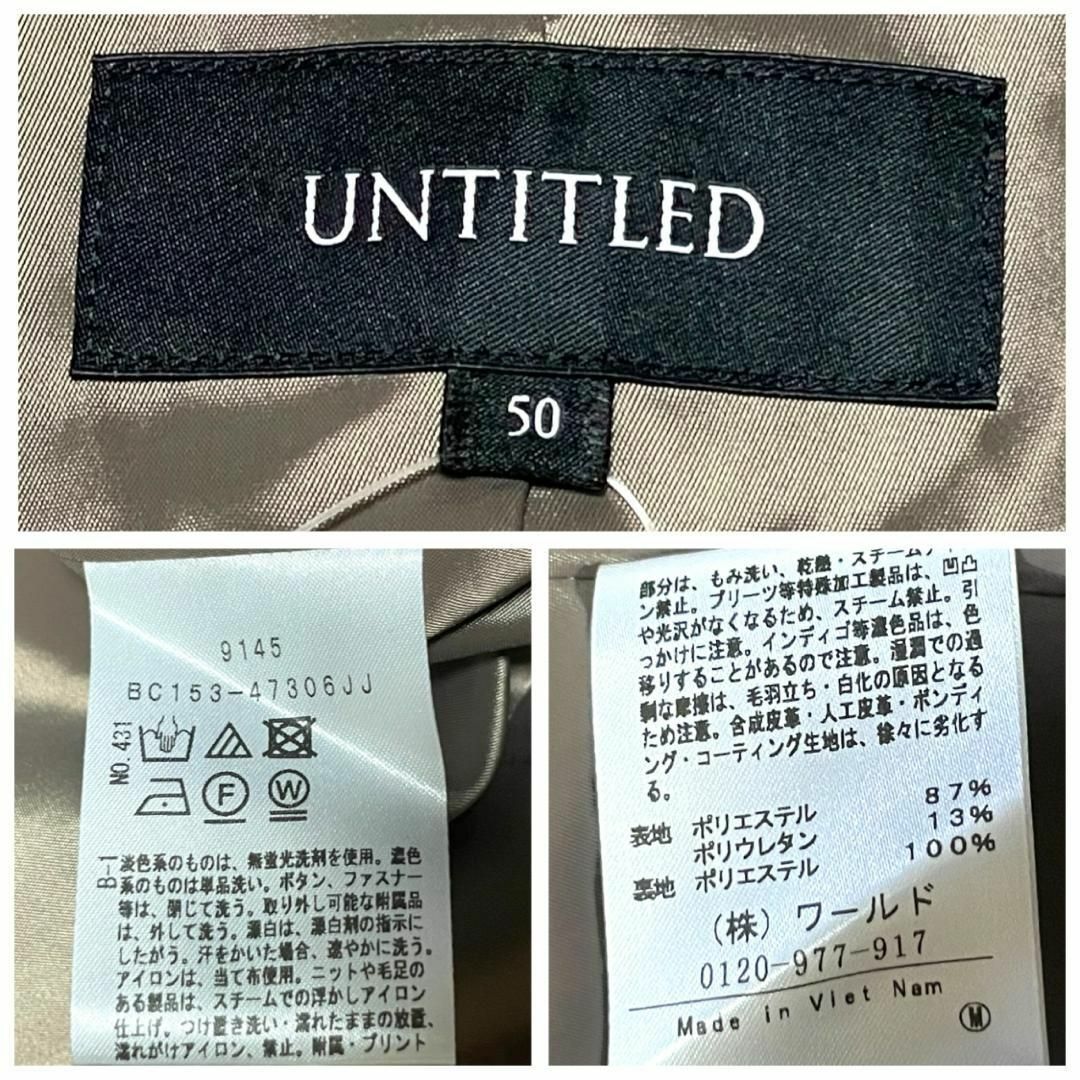 UNTITLED
50
9145
BC153-47306JJ
NO.431
F
W
B-1
淡色系のものは、無蛍光洗剤を使用。濃色
系のものは単品洗い。ボタン、ファスナー
等は、閉じて洗う。取り外し可能な附属品
は、外して洗う。漂白は、漂白剤の指示に
したがう。汗をかいた場合、速やかに洗う。
アイロンは、当て布使用。ニットや毛足の
ある製品は、スチームでの浮かしアイロン
仕上げ。つけ置き洗い・濡れたままの放置、
濡れがけアイロン、禁止。附属・プリント
部分は、もみ洗い、乾熱・スチームアイロ
ン禁止。プリーツ等特殊加工製品は、凹凸
や光沢がなくなるため、スチーム禁止。引
っかけに注意。インディゴ等濃色品は、色
移りすることがあるので注意。湿潤での過
剰な摩擦は、毛羽立ち・白化の原因となる
ため注意。合成皮革・人工皮革・ボンディ
ング・コーティング生地は、徐々に劣化す
る。
表地 ポリエステル 87%
ポリウレタン 13%
裏地 ポリエステル 100%
(株)ワールド
0120-977-917
Made in Viet Nam
M